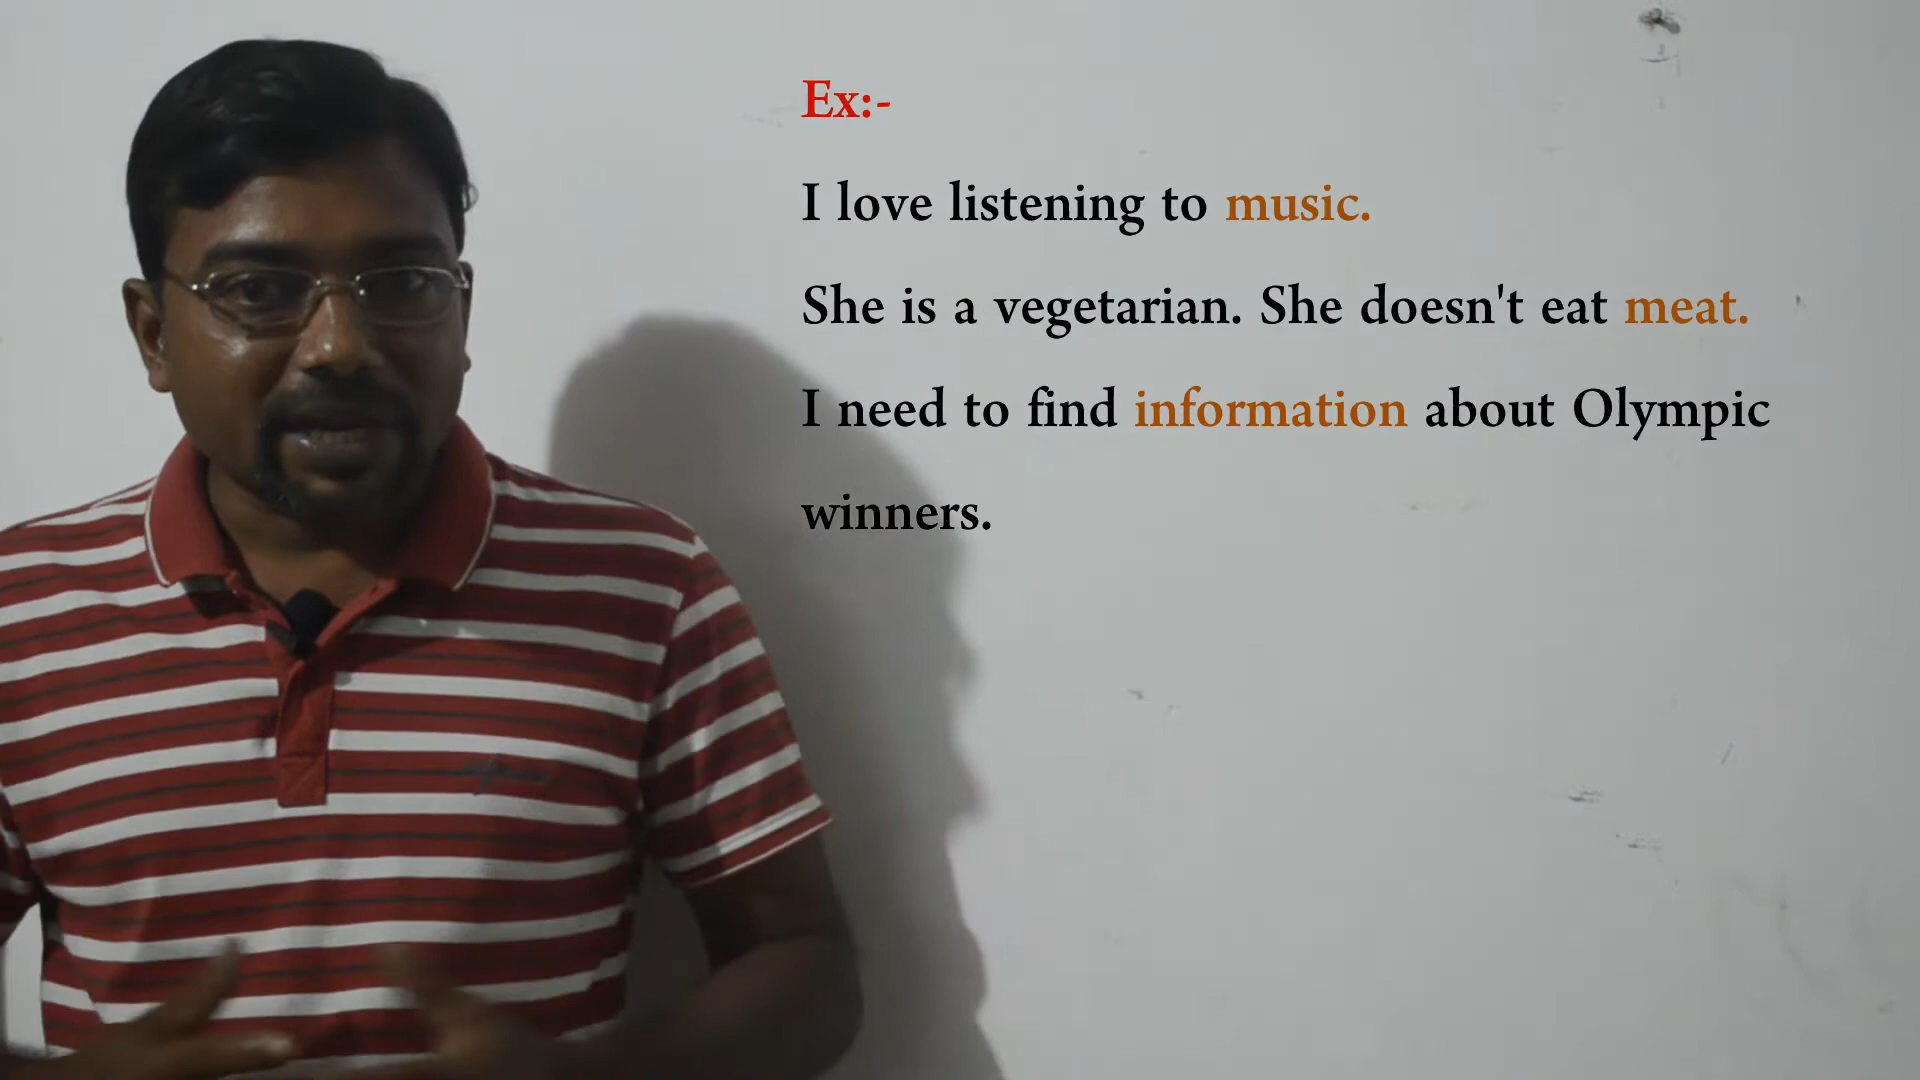 Ex:-
I love listening to music.
She is a vegetarian. She doesn't eat meat.
I need to find information about Olympic
winners.